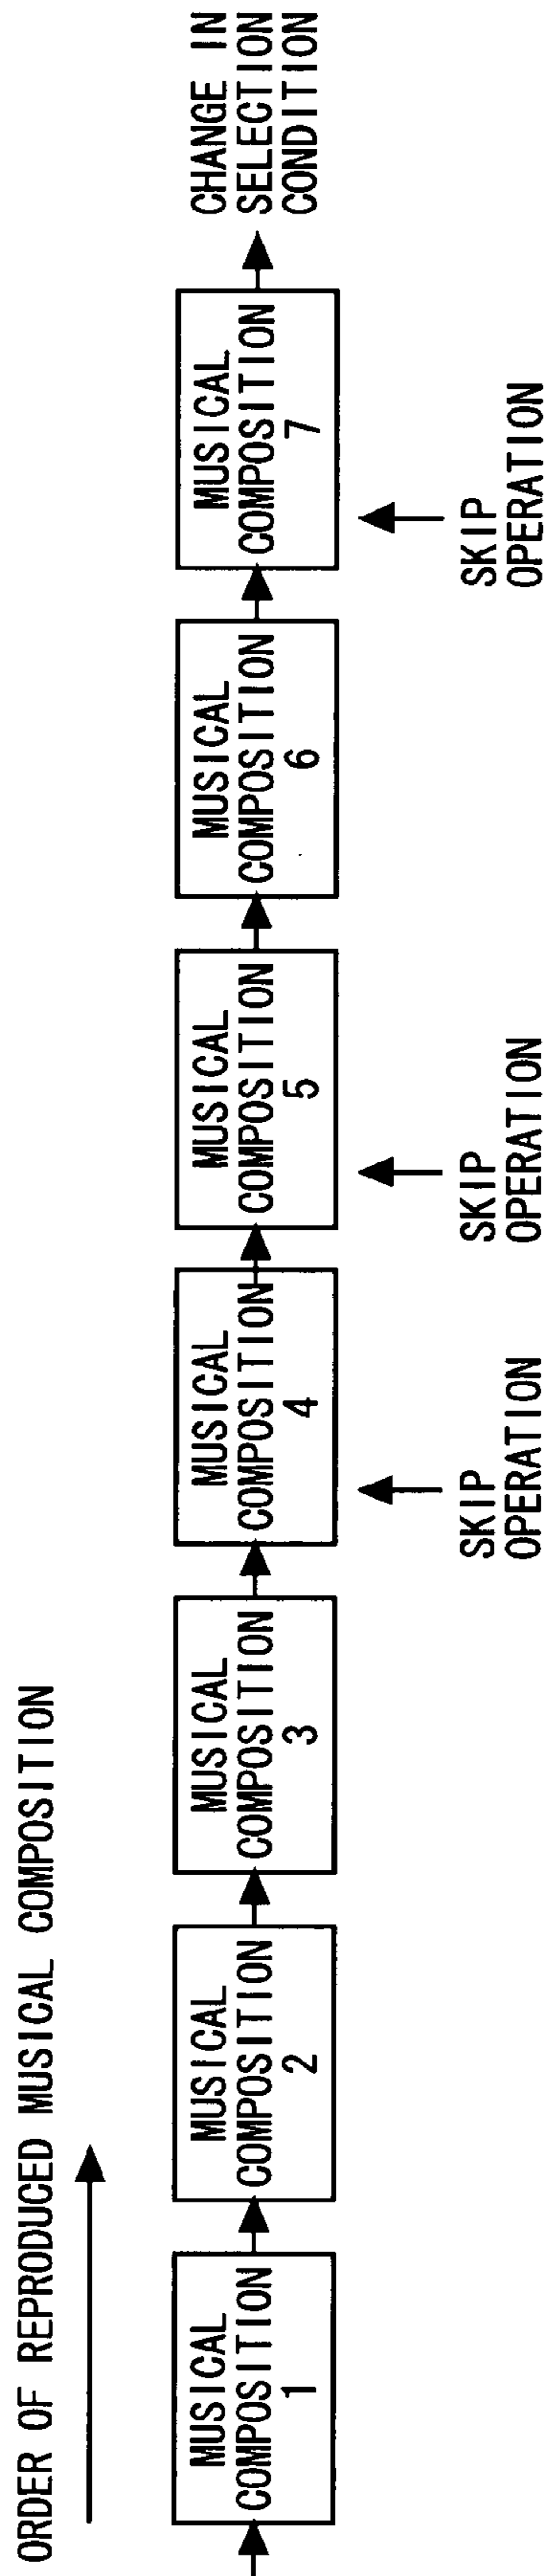 ORDER OF REPRODUCED MUSICAL COMPOSITION
MUSICAL
COMPOSITION
1
MUSICAL
COMPOSITION
2
MUSICAL
COMPOSITION
3
MUSICAL
COMPOSITION
4
MUSICAL
COMPOSITION
5
MUSICAL
COMPOSITION
6
MUSICAL
COMPOSITION
7
CHANGE IN
SELECTION
CONDITION
SKIP
OPERATION
SKIP
OPERATION
SKIP
OPERATION